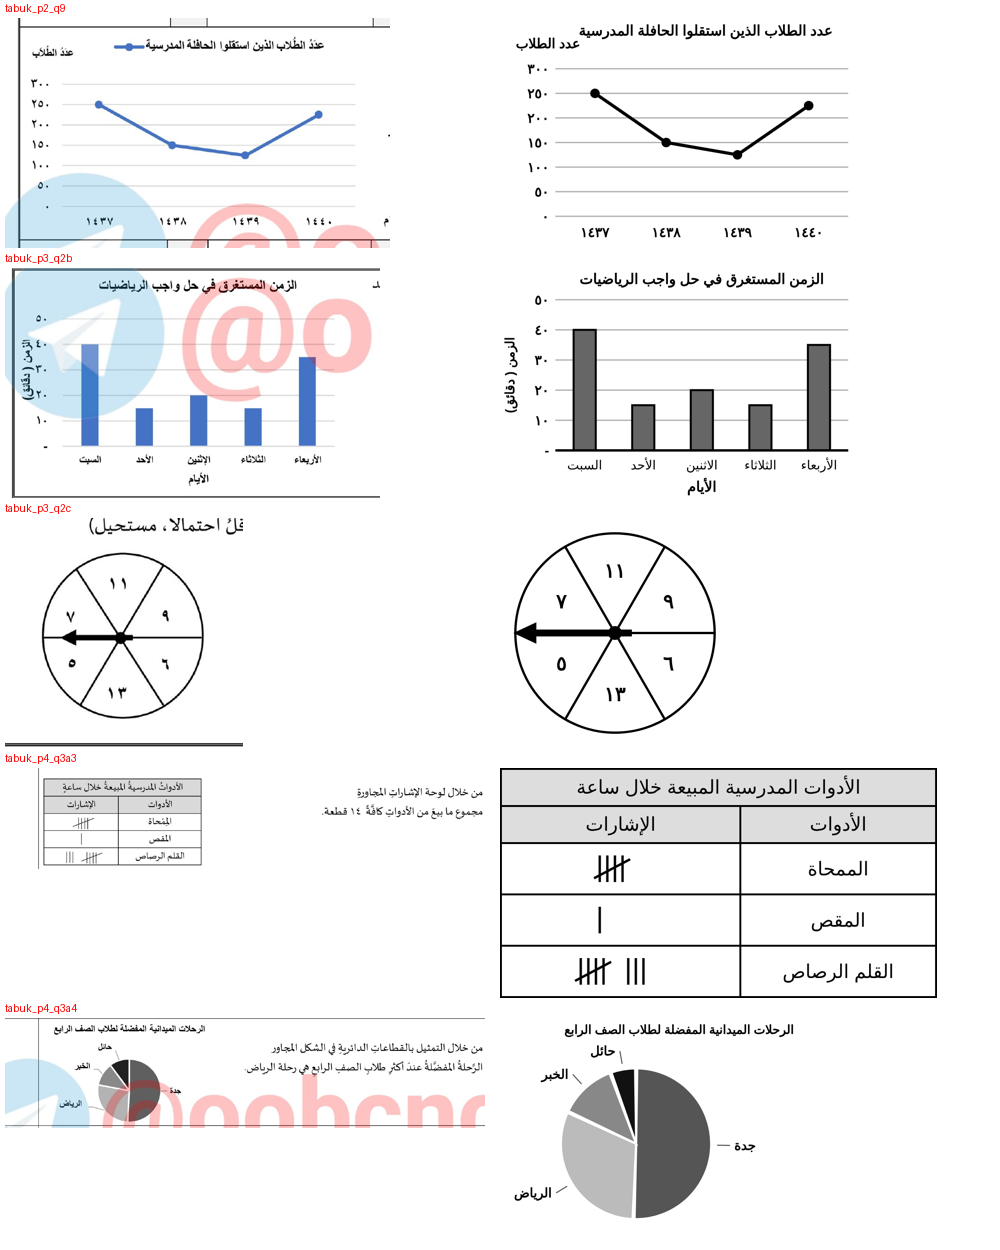 tabuk_p2_q9
عدد الطلاب الذين استقلوا الحافلة المدرسية
عدد الطلاب
٣٠٠
٢٥٠
٢٠٠
١٥٠
١٠٠
٥٠
٠
١٤٣٧ ١٤٣٨ ١٤٣٩ ١٤٤٠
م
@o
عدد الطلاب الذين استقلوا الحافلة المدرسية
عدد الطلاب
٣٠٠
٢٥٠
٢٠٠
١٥٠
١٠٠
٥٠
٠
١٤٣٧ ١٤٣٨ ١٤٣٩ ١٤٤٠
tabuk_p3_q2b
الزمن المستغرق في حل واجب الرياضيات
@o
٥٠
٤٠
٣٠
٢٠
١٠
-
الزمن ( دقائق)
السبت الأحد الإثنين الثلاثاء الأربعاء
الأيام
الزمن المستغرق في حل واجب الرياضيات
٥٠
٤٠
٣٠
٢٠
١٠
-
الزمن ( دقائق)
السبت الأحد الاثنين الثلاثاء الأربعاء
الأيام
tabuk_p3_q2c
قلُ احتمالا، مستحيل)
١١
٧ ٩
٥ ٦
١٣
١١
٧ ٩
٥ ٦
١٣
tabuk_p4_q3a3
من خلال لوحة الإشاراتِ المجاورةِ
مجموع ما بيعَ من الأدواتِ كافَّةً ١٤ قطعة.
الأدواتُ المدرسيةُ المبيعةُ خلال ساعةٍ
الأدوات الإشارات
المِمْحاة
المقص
القلم الرصاص
الأدوات المدرسية المبيعة خلال ساعة
الأدوات الإشارات
الممحاة
المقص
القلم الرصاص
tabuk_p4_q3a4
الرحلات الميدانية المفضلة لطلاب الصف الرابع
حائل
الخبر
جدة
الرياض
من خلال التمثيل بالقطاعاتِ الدائريةِ في الشكل المجاور
الرّحلةُ المفضَّلةُ عندَ أكثرِ طلابِ الصفِ الرابعِ هي رحلة الرياض.
@oobcnd
الرحلات الميدانية المفضلة لطلاب الصف الرابع
حائل
الخبر
جدة
الرياض